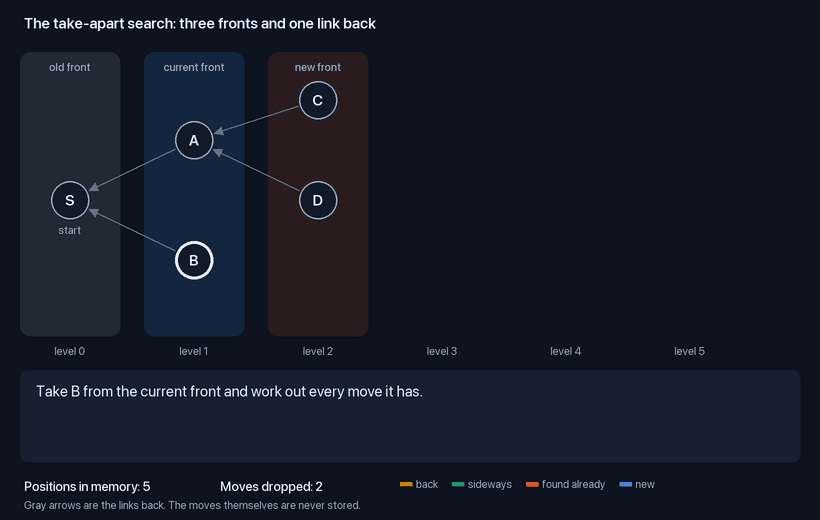 The take-apart search: three fronts and one link back
old front
current front
new front
C
A
S
D
start
B
level 0
level 1
level 2
level 3
level 4
level 5
Take B from the current front and work out every move it has.
Positions in memory: 5
Moves dropped: 2
back
sideways
found already
new
Gray arrows are the links back. The moves themselves are never stored.